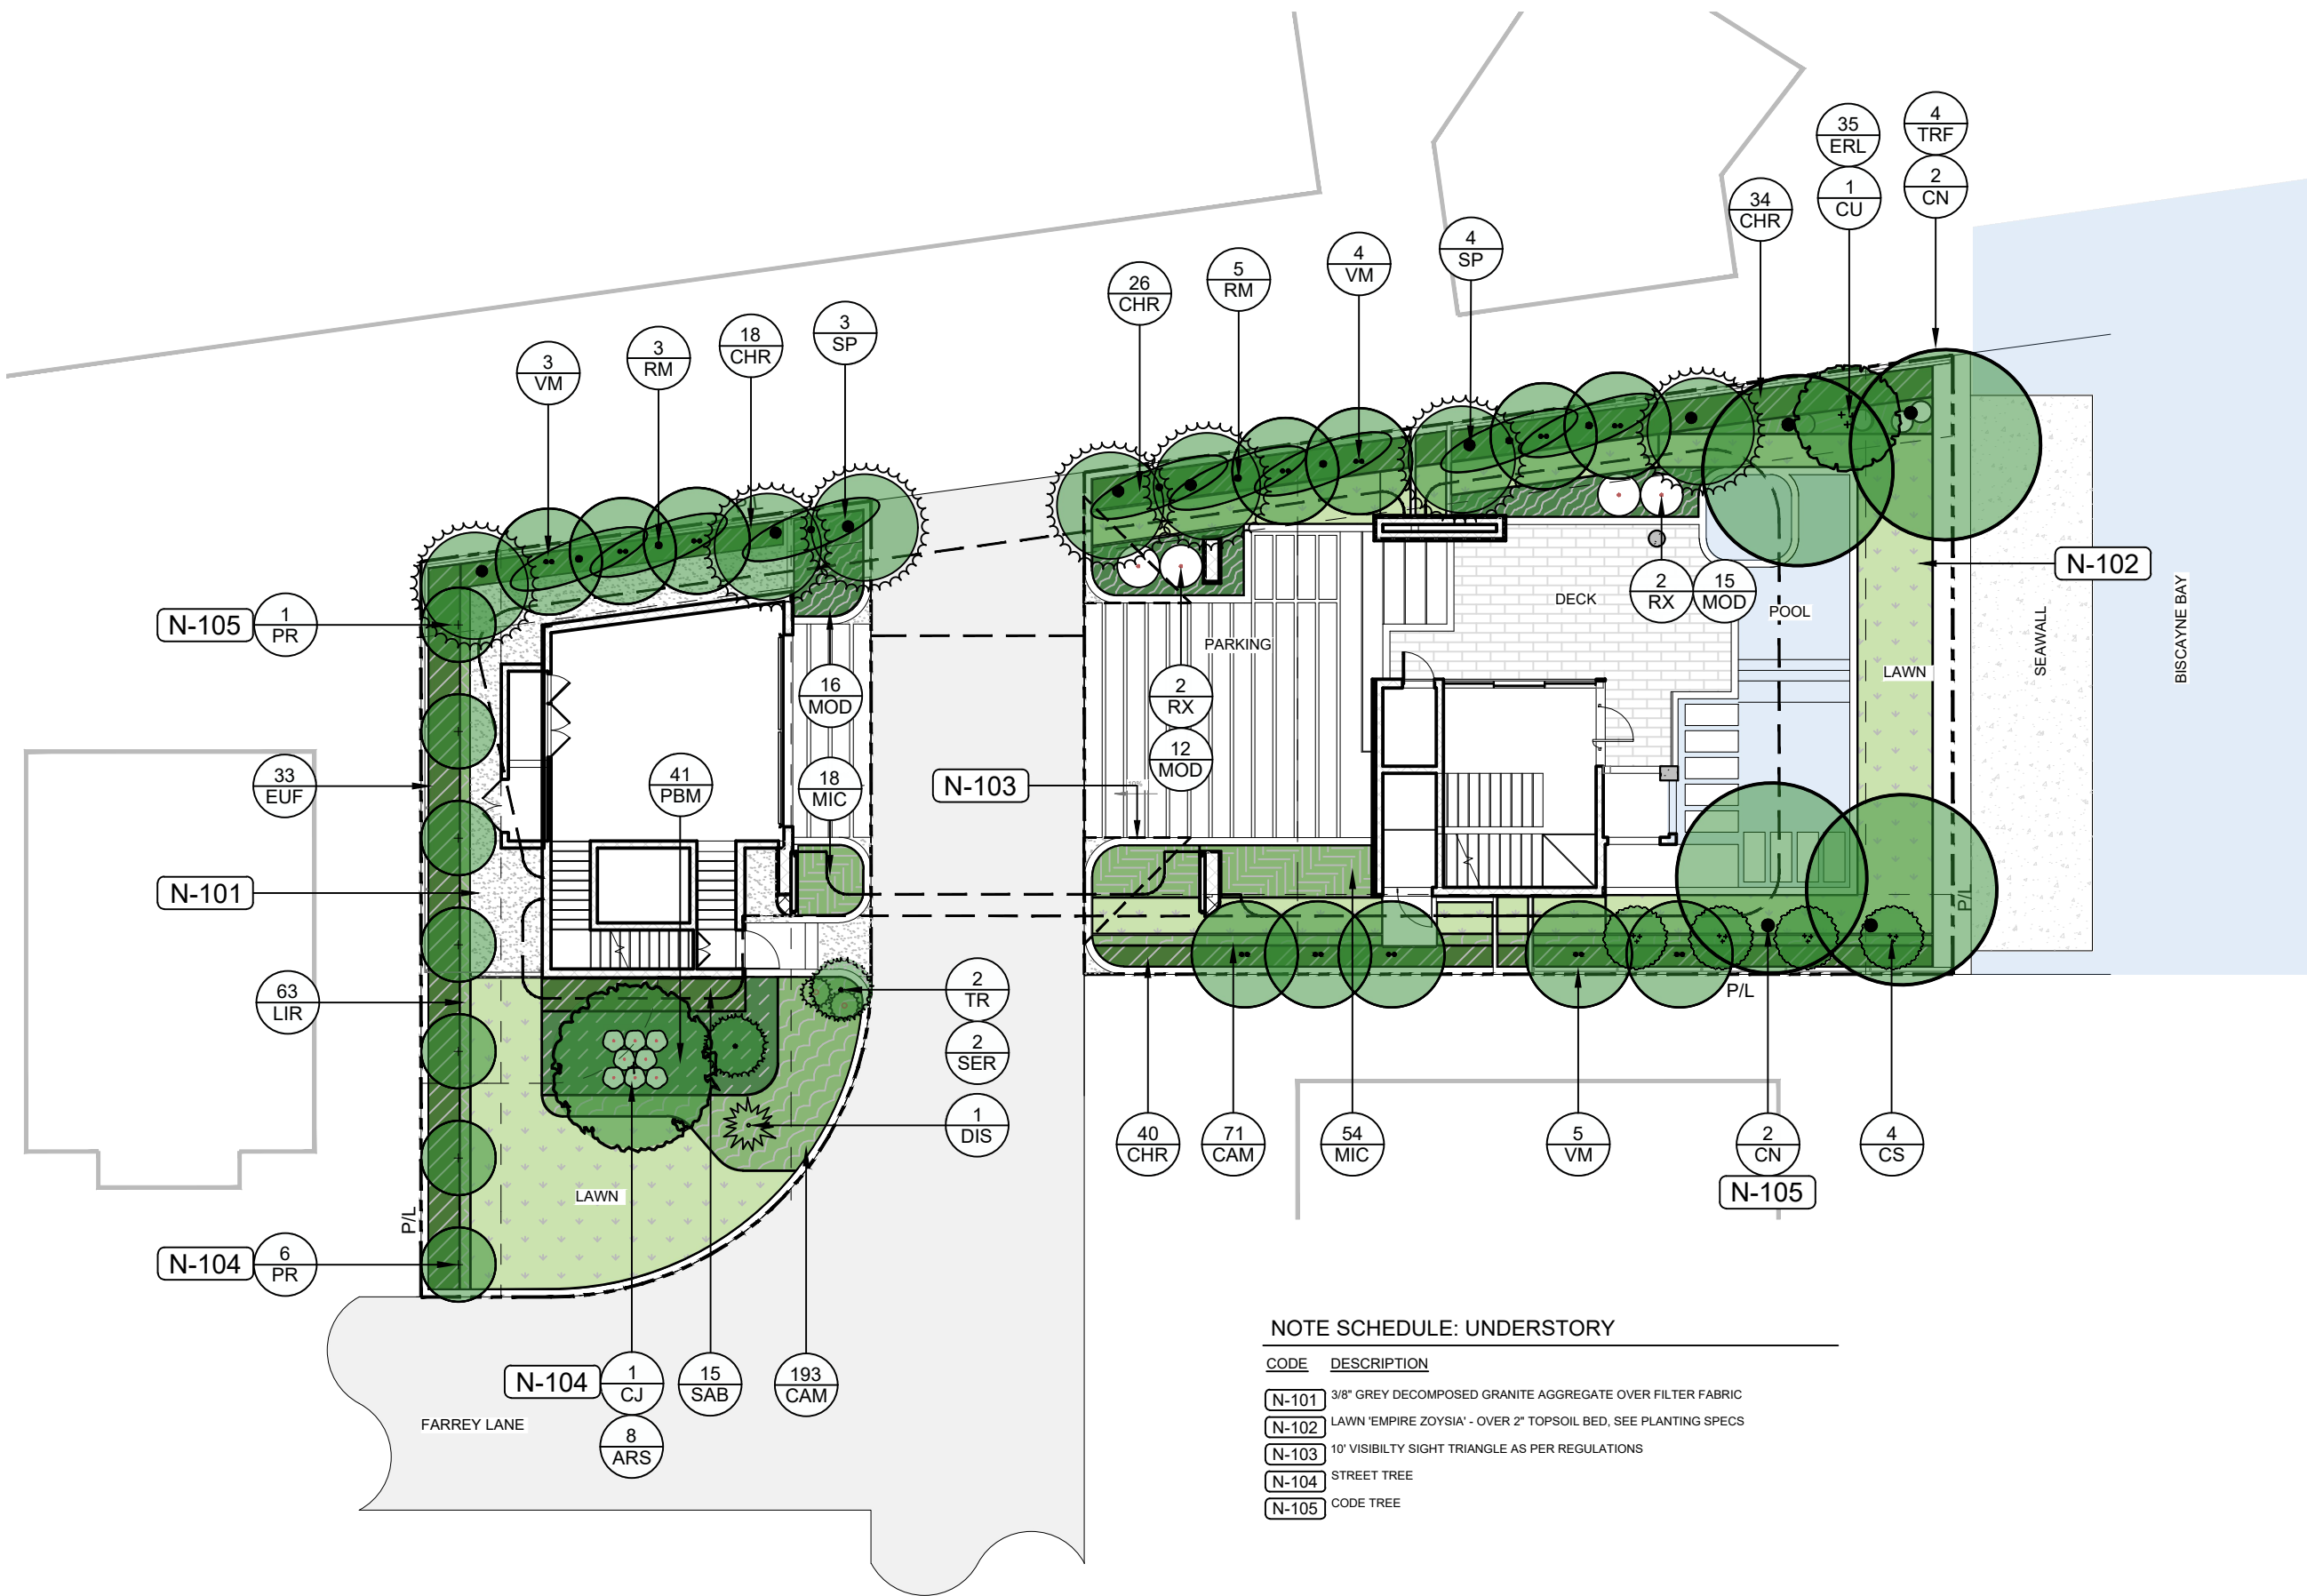 4
TRF
35
ERL
2
CN
1
CU
34
CHR
4
SP
4
VM
5
RM
26
CHR
3
SP
18
CHR
3
RM
3
VM
N-102
N-105
1
PR
2
RX
15
MOD
DECK
POOL
PARKING
LAWN
SEAWALL
BISCAYNE BAY
16
MOD
2
RX
12
MOD
33
EUF
41
PBM
18
MIC
N-103
N-101
P/L
P/L
63
LIR
2
TR
2
SER
1
DIS
40
CHR
71
CAM
54
MIC
5
VM
2
CN
N-105
4
CS
LAWN
P/L
N-104
6
PR
N-104
1
CJ
8
ARS
15
SAB
193
CAM
FARREY LANE
NOTE SCHEDULE: UNDERSTORY
CODE DESCRIPTION
N-101 3/8" GREY DECOMPOSED GRANITE AGGREGATE OVER FILTER FABRIC
N-102 LAWN 'EMPIRE ZOYSIA' - OVER 2" TOPSOIL BED, SEE PLANTING SPECS
N-103 10' VISIBILTY SIGHT TRIANGLE AS PER REGULATIONS
N-104 STREET TREE
N-105 CODE TREE